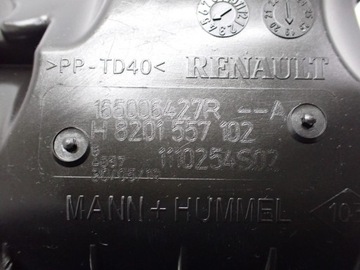 >PP-TD40< RENAULT
165006427R --A
H 8201 557 102
1110254S02
MANN+HUMMEL